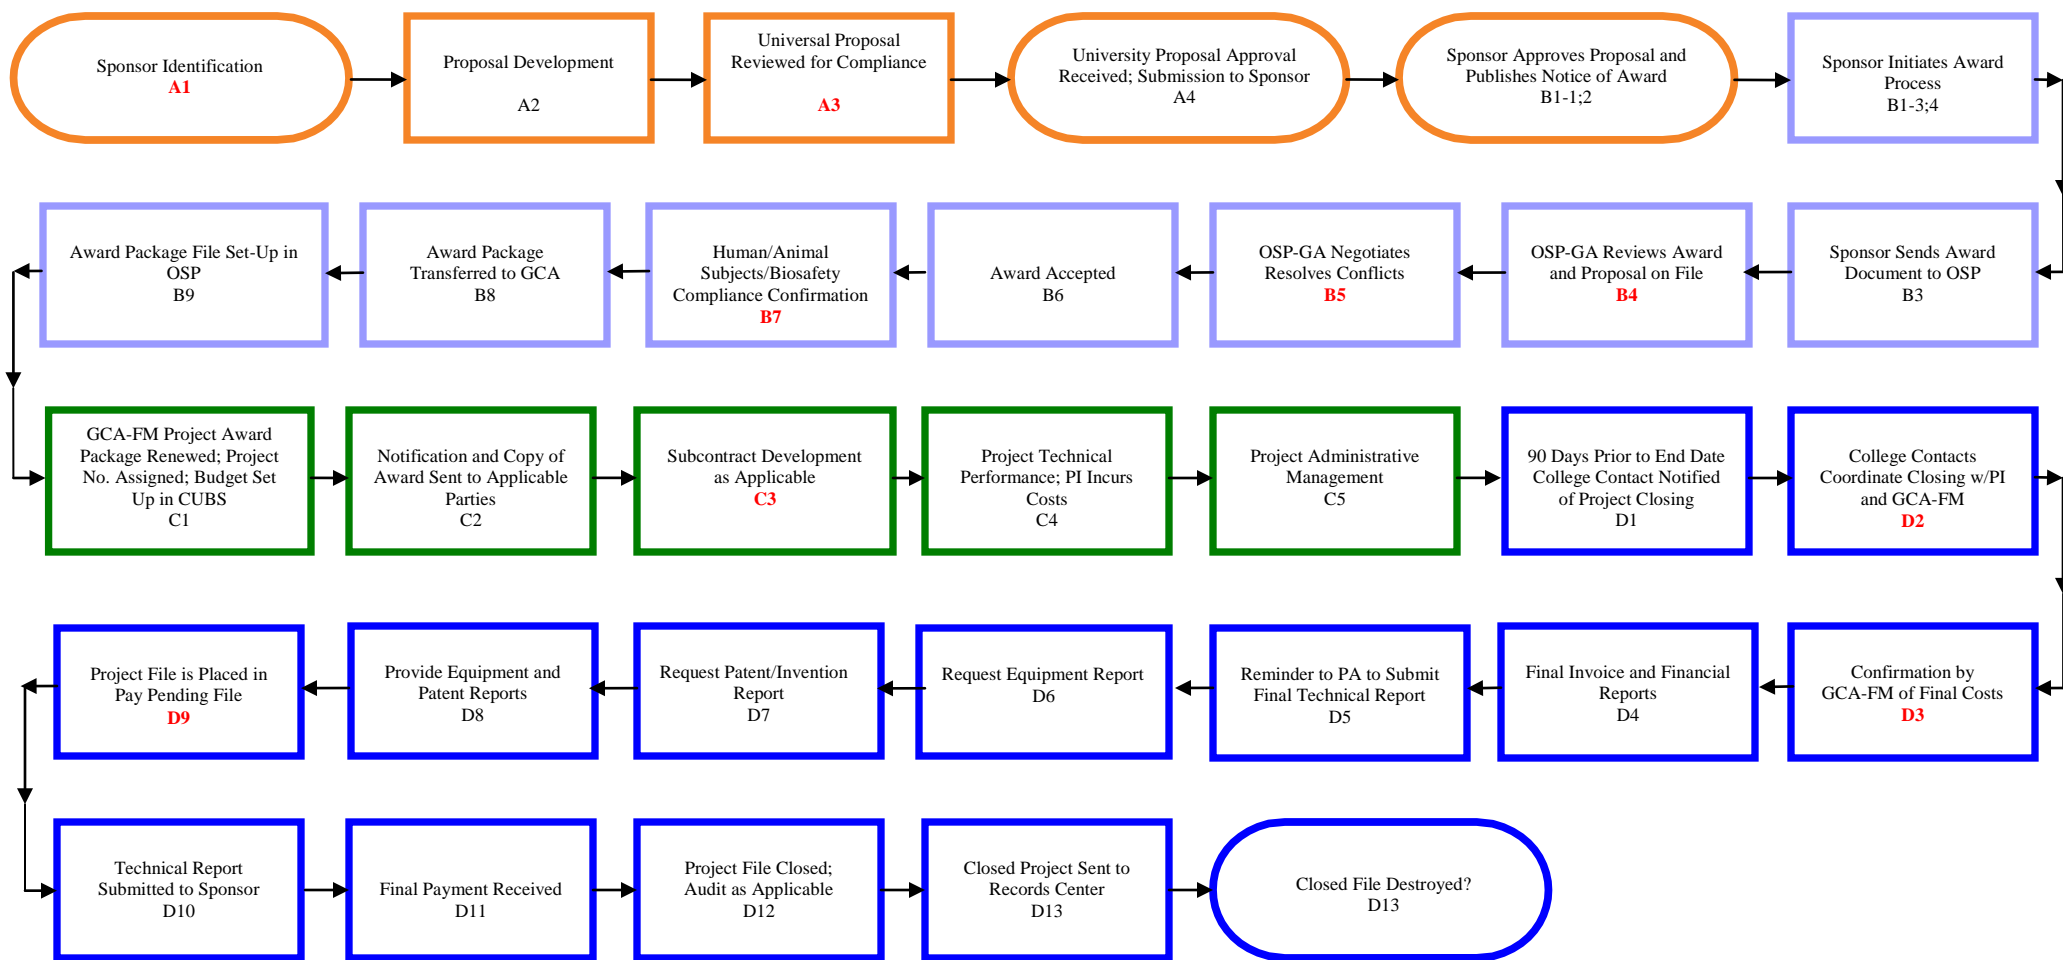 Sponsor Identification
A1
Proposal Development
A2
Universal Proposal
Reviewed for Compliance
A3
University Proposal Approval
Received; Submission to Sponsor
A4
Sponsor Approves Proposal and
Publishes Notice of Award
B1-1;2
Sponsor Initiates Award
Process
B1-3;4
Award Package File Set-Up in
OSP
B9
Award Package
Transferred to GCA
B8
Human/Animal
Subjects/Biosafety
Compliance Confirmation
B7
Award Accepted
B6
OSP-GA Negotiates
Resolves Conflicts
B5
OSP-GA Reviews Award
and Proposal on File
B4
Sponsor Sends Award
Document to OSP
B3
GCA-FM Project Award
Package Renewed; Project
No. Assigned; Budget Set
Up in CUBS
C1
Notification and Copy of
Award Sent to Applicable
Parties
C2
Subcontract Development
as Applicable
C3
Project Technical
Performance; PI Incurs
Costs
C4
Project Administrative
Management
C5
90 Days Prior to End Date
College Contact Notified
of Project Closing
D1
College Contacts
Coordinate Closing w/PI
and GCA-FM
D2
Project File is Placed in
Pay Pending File
D9
Provide Equipment and
Patent Reports
D8
Request Patent/Invention
Report
D7
Request Equipment Report
D6
Reminder to PA to Submit
Final Technical Report
D5
Final Invoice and Financial
Reports
D4
Confirmation by
GCA-FM of Final Costs
D3
Technical Report
Submitted to Sponsor
D10
Final Payment Received
D11
Project File Closed;
Audit as Applicable
D12
Closed Project Sent to
Records Center
D13
Closed File Destroyed?
D13